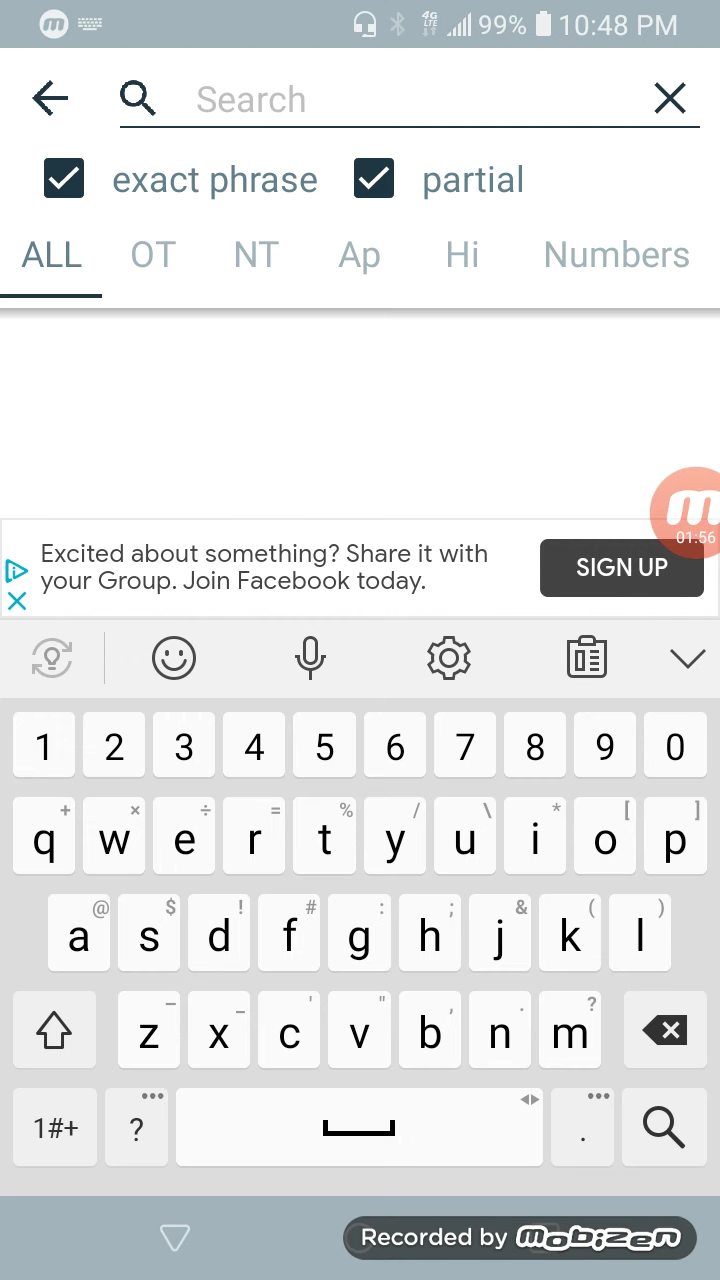 4G LTE 99% 10:48 PM
Search
exact phrase partial
ALL OT NT Ap Hi Numbers
01:56
Excited about something? Share it with
your Group. Join Facebook today.
SIGN UP
1 2 3 4 5 6 7 8 9 0
+ × ÷ = % / \ * [ ]
q w e r t y u i o p
@ $ ! # : ; & ( )
a s d f g h j k l
– _ ' " , . ?
z x c v b n m
1#+ ? .
Recorded by mobizen